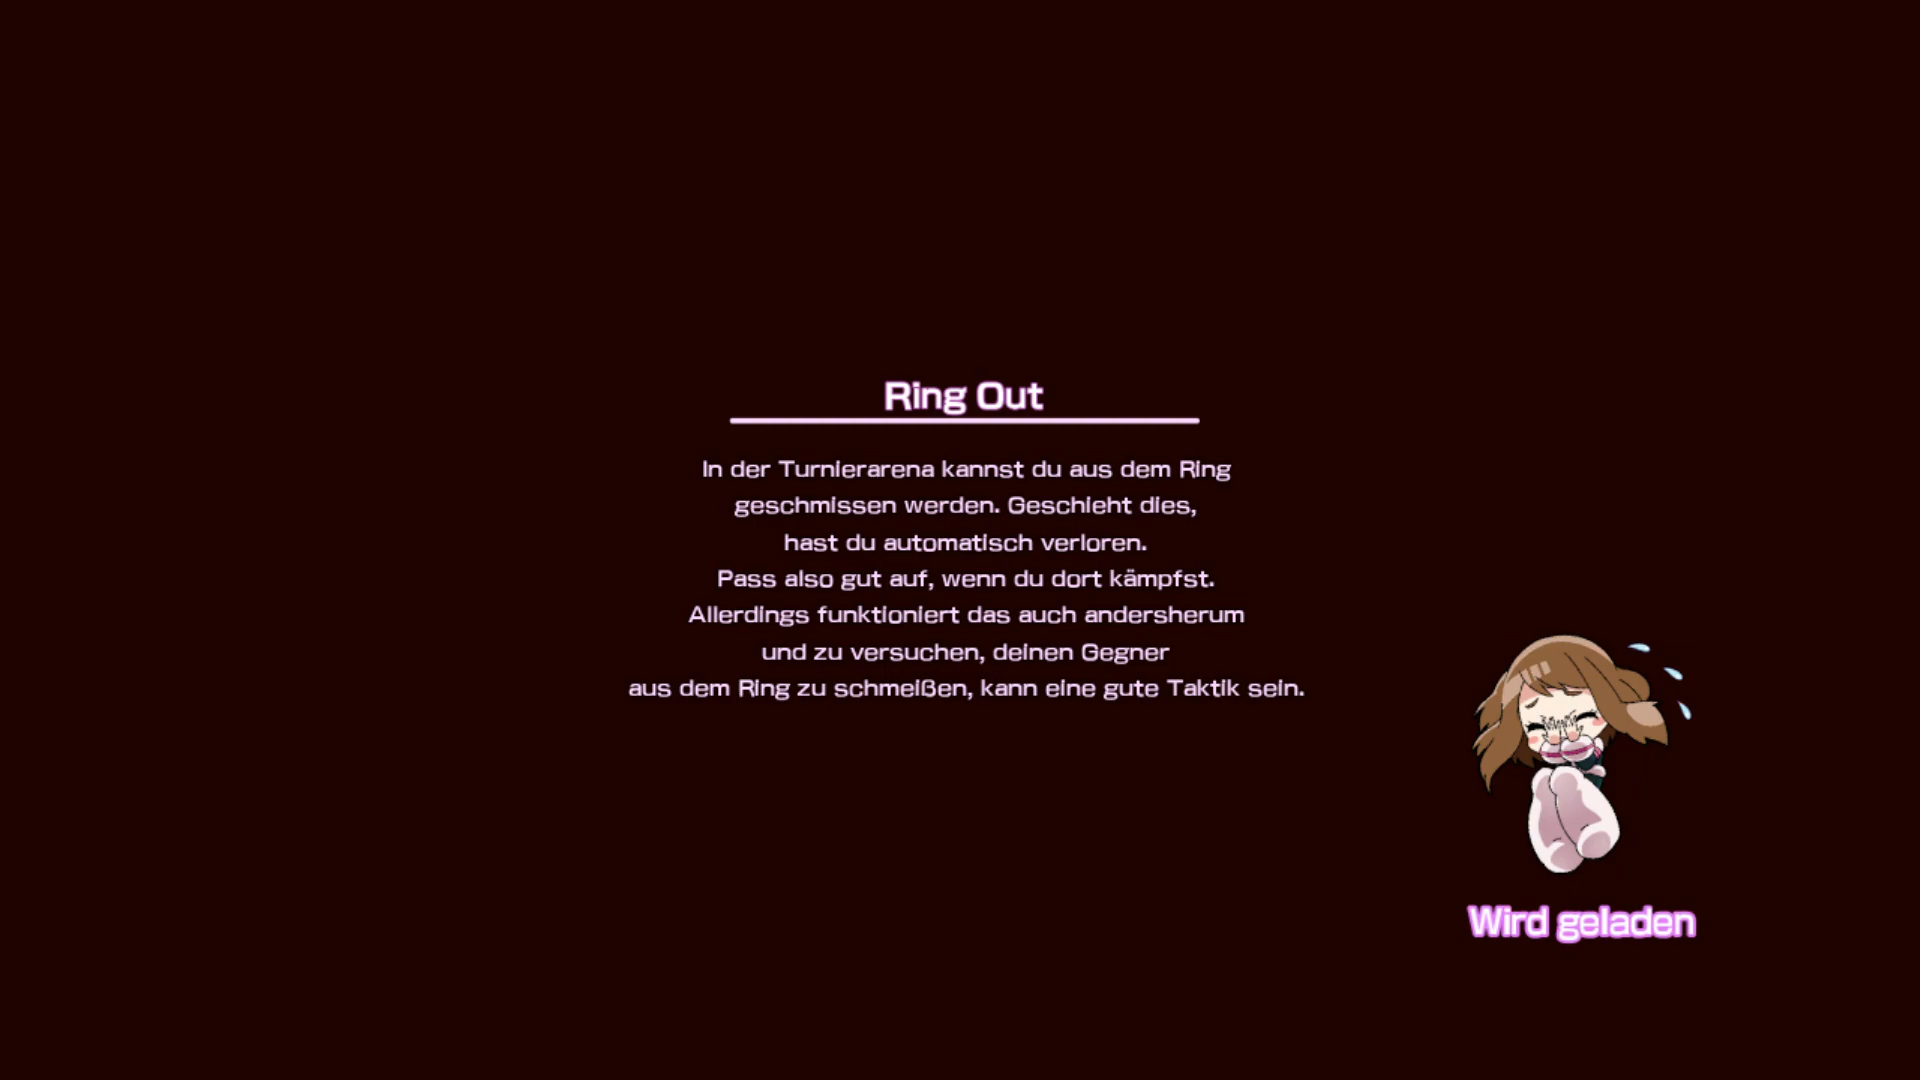 Ring Out
In der Turnierarena kannst du aus dem Ring
geschmissen werden. Geschieht dies,
hast du automatisch verloren.
Pass also gut auf, wenn du dort kämpfst.
Allerdings funktioniert das auch andersherum
und zu versuchen, deinen Gegner
aus dem Ring zu schmeißen, kann eine gute Taktik sein.
Wird geladen